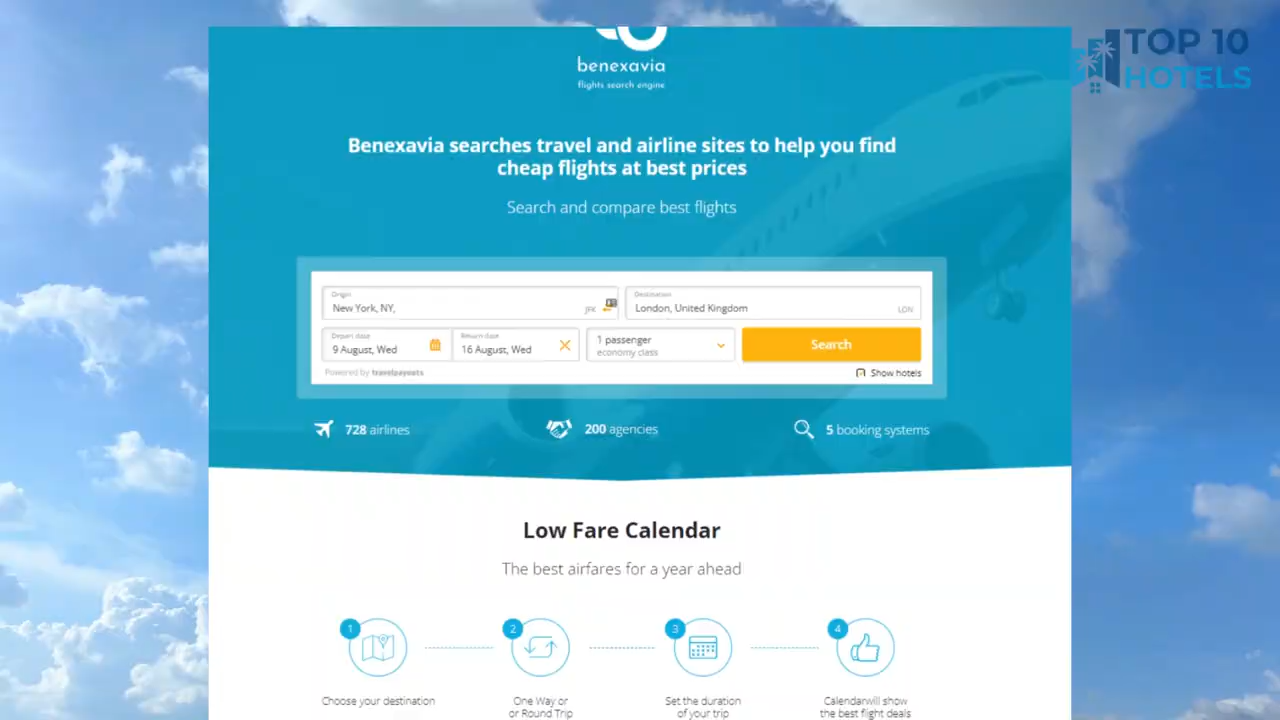 TOP 10
HOTELS
benexavia
flights search engine
Benexavia searches travel and airline sites to help you find
cheap flights at best prices
Search and compare best flights
Origin
Destination
New York, NY,
JFK
London, United Kingdom
LON
Depart date
Return date
9 August, Wed
16 August, Wed
1 passenger
economy class
Search
Powered by travelpayouts
Show hotels
728 airlines
200 agencies
5 booking systems
Low Fare Calendar
The best airfares for a year ahead
1
2
3
4
Choose your destination
One Way or
or Round Trip
Set the duration
of your trip
Calendarwill show
the best flight deals